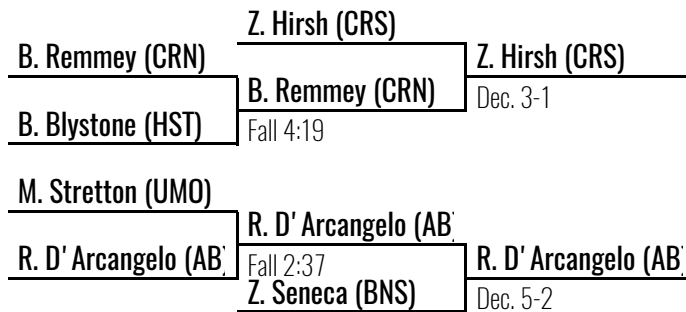 Z. Hirsh (CRS)
B. Remmey (CRN)
Z. Hirsh (CRS)
B. Remmey (CRN)
Dec. 3-1
B. Blystone (HST)
Fall 4:19
M. Stretton (UMO)
R. D'Arcangelo (AB)
R. D'Arcangelo (AB)
Fall 2:37
R. D'Arcangelo (AB)
Z. Seneca (BNS)
Dec. 5-2